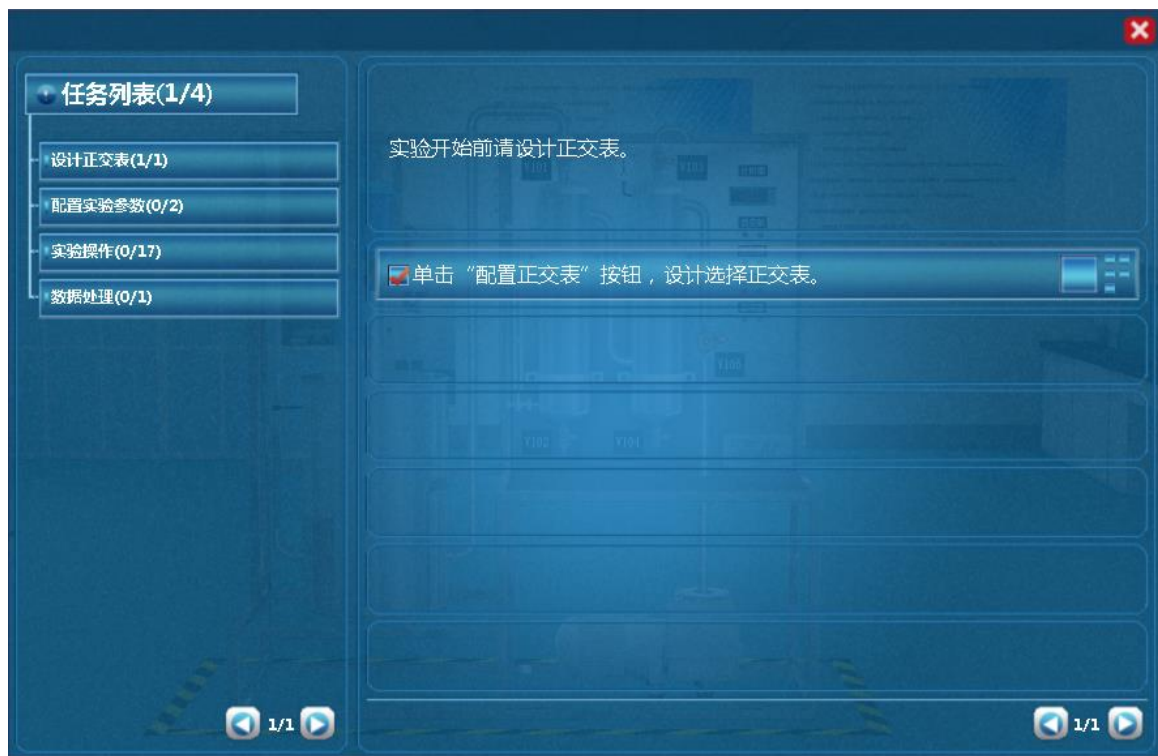 任务列表(1/4)
设计正交表(1/1)
配置实验参数(0/2)
实验操作(0/17)
数据处理(0/1)
1/1
实验开始前请设计正交表。
单击“配置正交表”按钮，设计选择正交表。
V102
V104
1/1